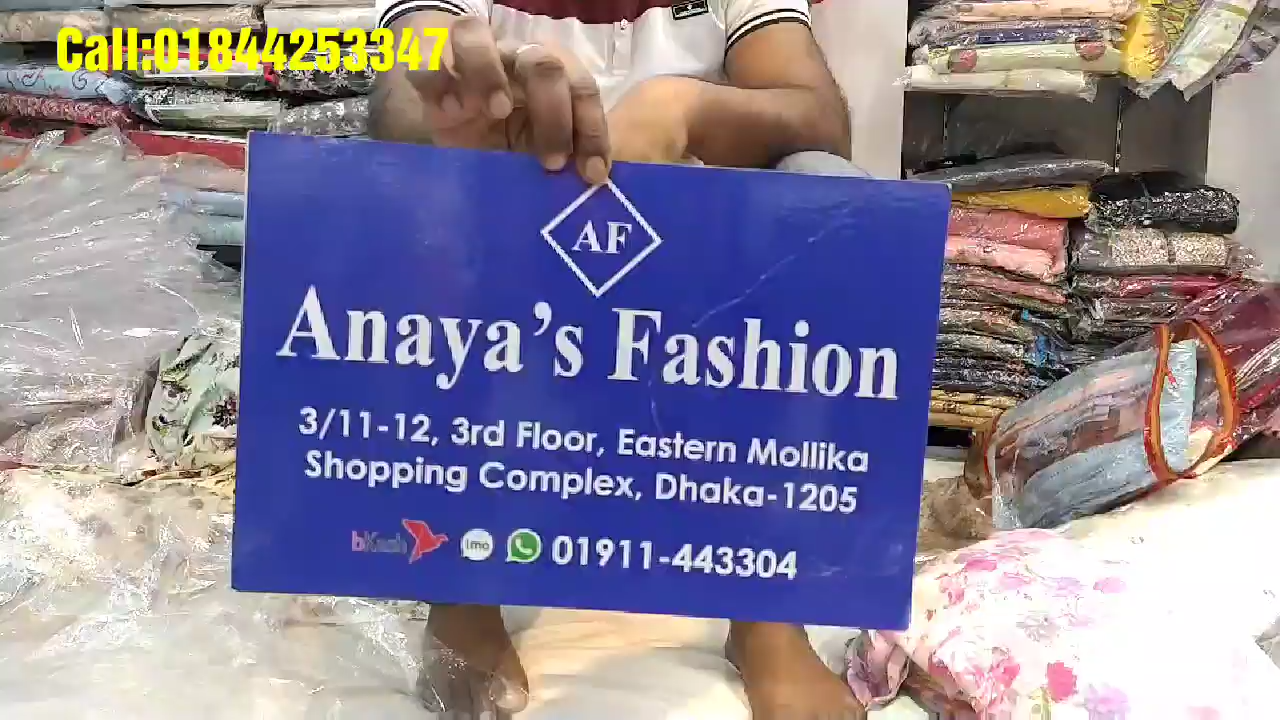 Call:01844253347
AF
Anaya's Fashion
3/11-12, 3rd Floor, Eastern Mollika
Shopping Complex, Dhaka-1205
bKash imo 01911-443304